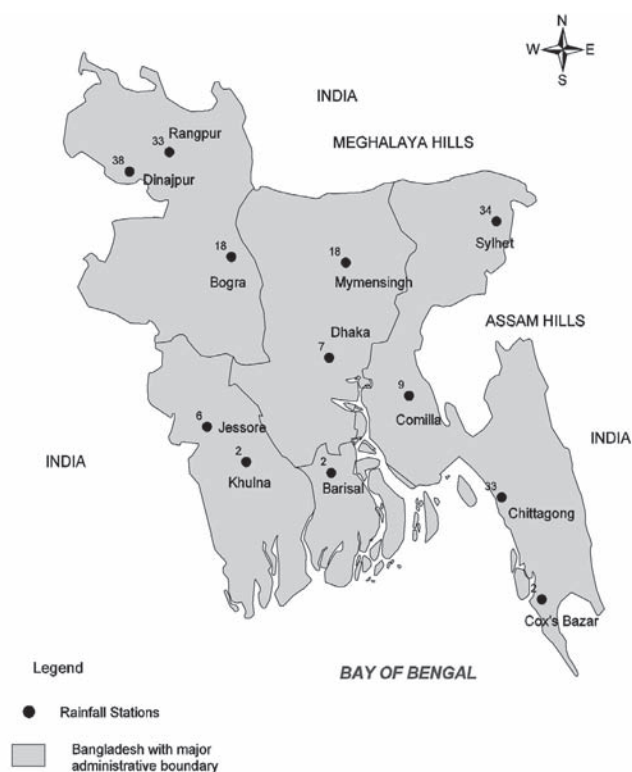 N
W E
S
INDIA
MEGHALAYA HILLS
33
Rangpur
38
Dinajpur
34
Sylhet
18
Bogra
18
Mymensingh
ASSAM HILLS
Dhaka
7
9
Comilla
6
Jessore
INDIA
INDIA
2
Khulna
2
Barisal
33
Chittagong
2
Cox's Bazar
Legend
BAY OF BENGAL
Rainfall Stations
Bangladesh with major
administrative boundary